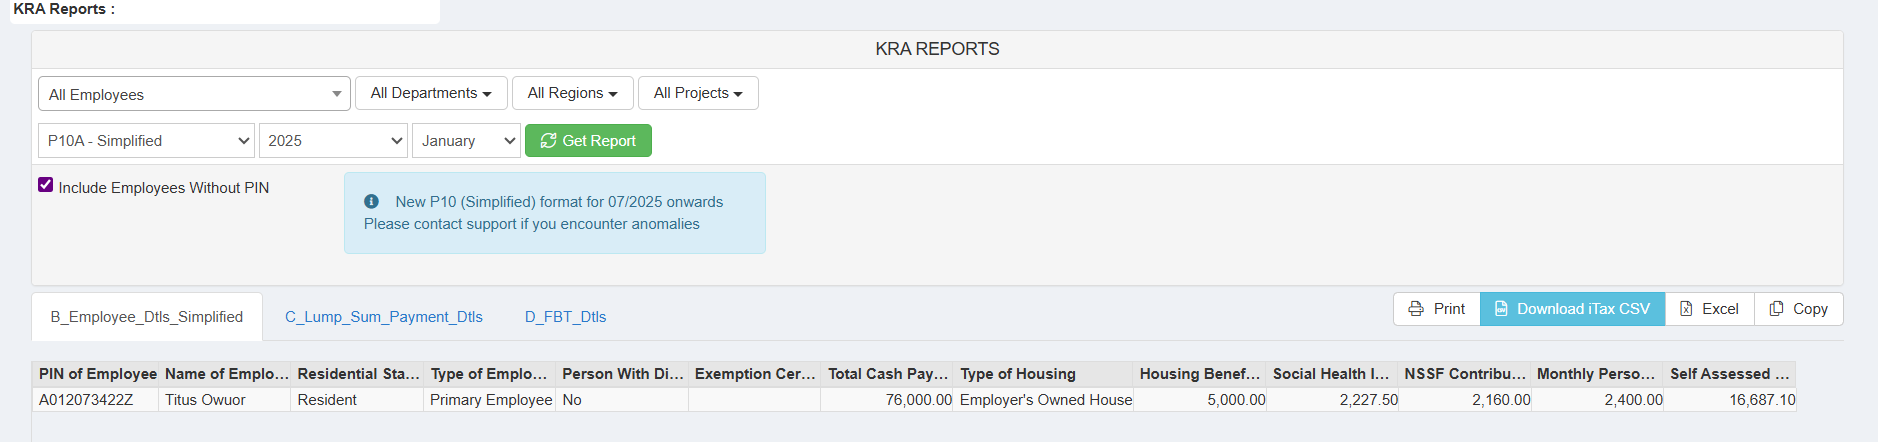 KRA Reports :
KRA REPORTS
All Employees
All Departments
All Regions
All Projects
P10A - Simplified
2025
January
Get Report
Include Employees Without PIN
New P10 (Simplified) format for 07/2025 onwards
Please contact support if you encounter anomalies
B_Employee_Dtls_Simplified
C_Lump_Sum_Payment_Dtls
D_FBT_Dtls
Print
Download iTax CSV
Excel
Copy
PIN of Employee Name of Emplo... Residential Sta... Type of Emplo... Person With Di... Exemption Cer... Total Cash Pay... Type of Housing Housing Benef... Social Health I... NSSF Contribu... Monthly Perso... Self Assessed ...
A012073422Z Titus Owuor Resident Primary Employee No 76,000.00 Employer's Owned House 5,000.00 2,227.50 2,160.00 2,400.00 16,687.10